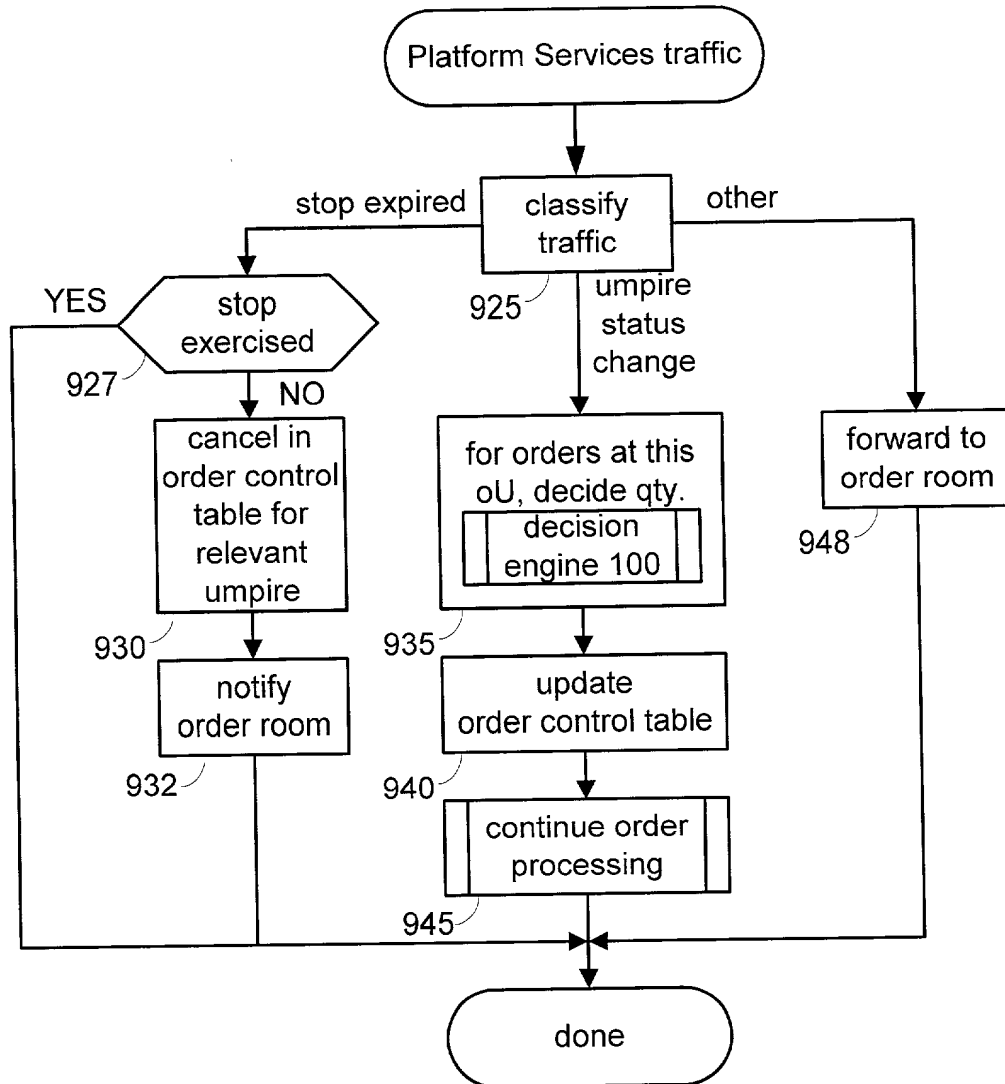 Platform Services traffic
stop expired
classify
traffic
other
925
umpire
status
change
YES
stop
exercised
927
NO
cancel in
order control
table for
relevant
umpire
930
notify
order room
932
for orders at this
oU, decide qty.
decision
engine 100
935
update
order control table
940
continue order
processing
945
forward to
order room
948
done